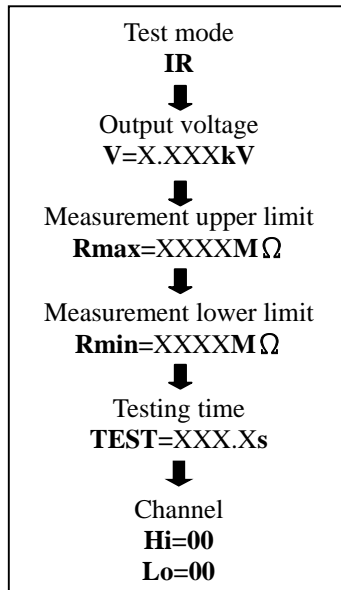 Test mode
IR
Output voltage
V=X.XXXkV
Measurement upper limit
Rmax=XXXXMΩ
Measurement lower limit
Rmin=XXXXMΩ
Testing time
TEST=XXX.Xs
Channel
Hi=00
Lo=00